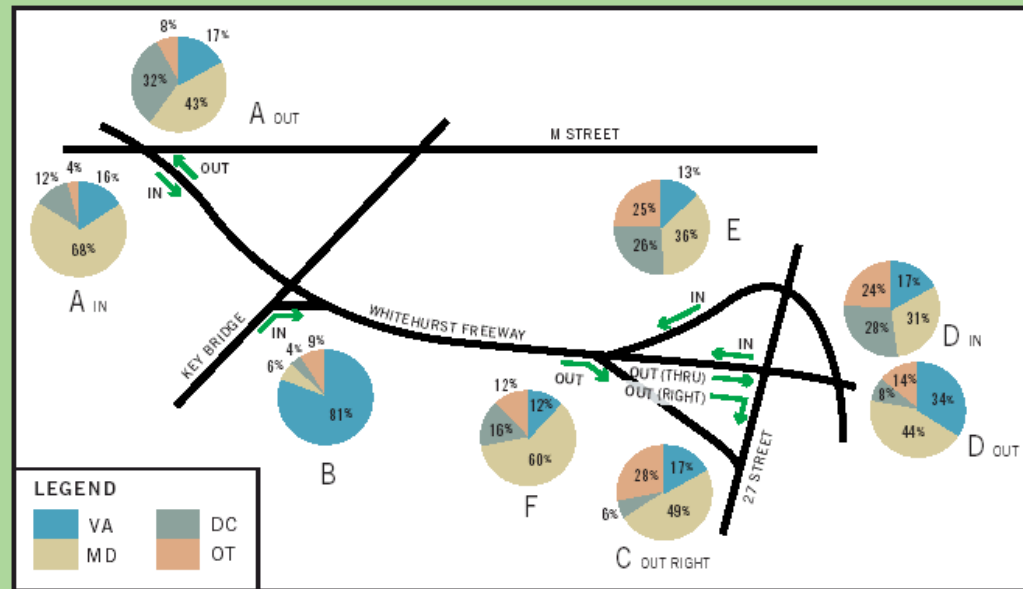 8%
17%
32%
43%
A OUT
M STREET
OUT
IN
12%
4%
16%
68%
A IN
13%
25%
26%
36%
E
24%
17%
28%
31%
D IN
IN
IN
WHITEHURST FREEWAY
KEY BRIDGE
IN
OUT
OUT (THRU)
OUT (RIGHT)
27 STREET
14%
34%
8%
44%
D OUT
6%
4%
9%
81%
B
12%
12%
16%
60%
F
28%
17%
6%
49%
C OUT RIGHT
LEGEND
VA
DC
MD
OT